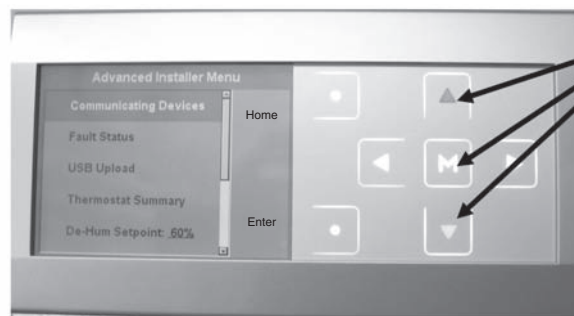 Advanced Installer Menu
Communicating Devices
Home
Fault Status
USB Upload
Thermostat Summary
De-Hum Setpoint: 60%
Enter
M